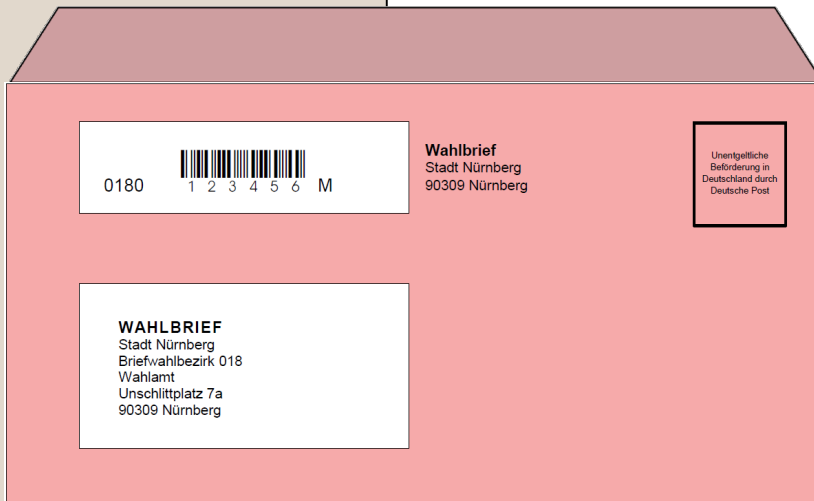 0180
1 2 3 4 5 6 M
Wahlbrief
Stadt Nürnberg
90309 Nürnberg
Unentgeltliche
Beförderung in
Deutschland durch
Deutsche Post
WAHLBRIEF
Stadt Nürnberg
Briefwahlbezirk 018
Wahlamt
Unschlittplatz 7a
90309 Nürnberg